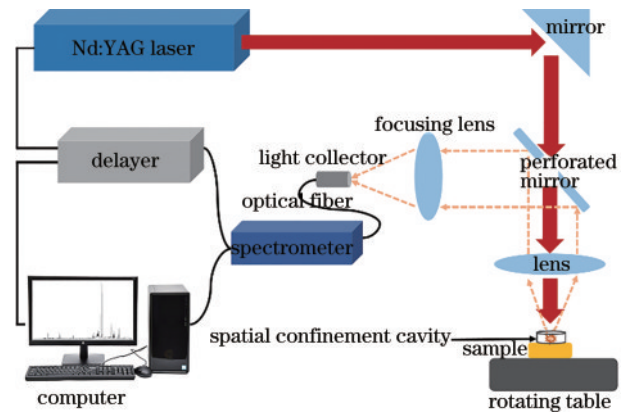 Nd:YAG laser
mirror
focusing lens
delayer
light collector
perforated
mirror
optical fiber
spectrometer
lens
spatial confinement cavity
sample
computer
rotating table